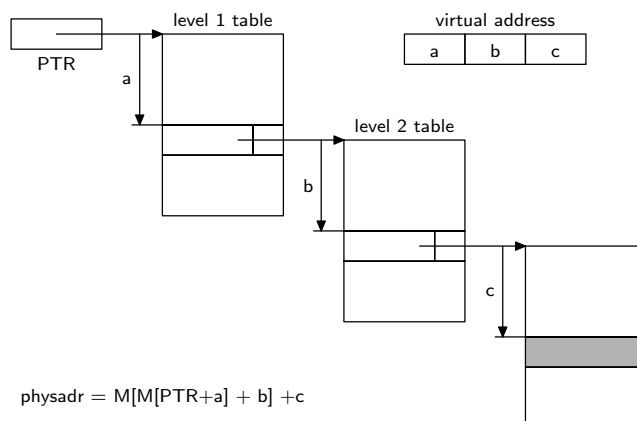 level 1 table
virtual address
a b c
PTR
a
level 2 table
b
c
physadr = M[M[PTR+a] + b] +c